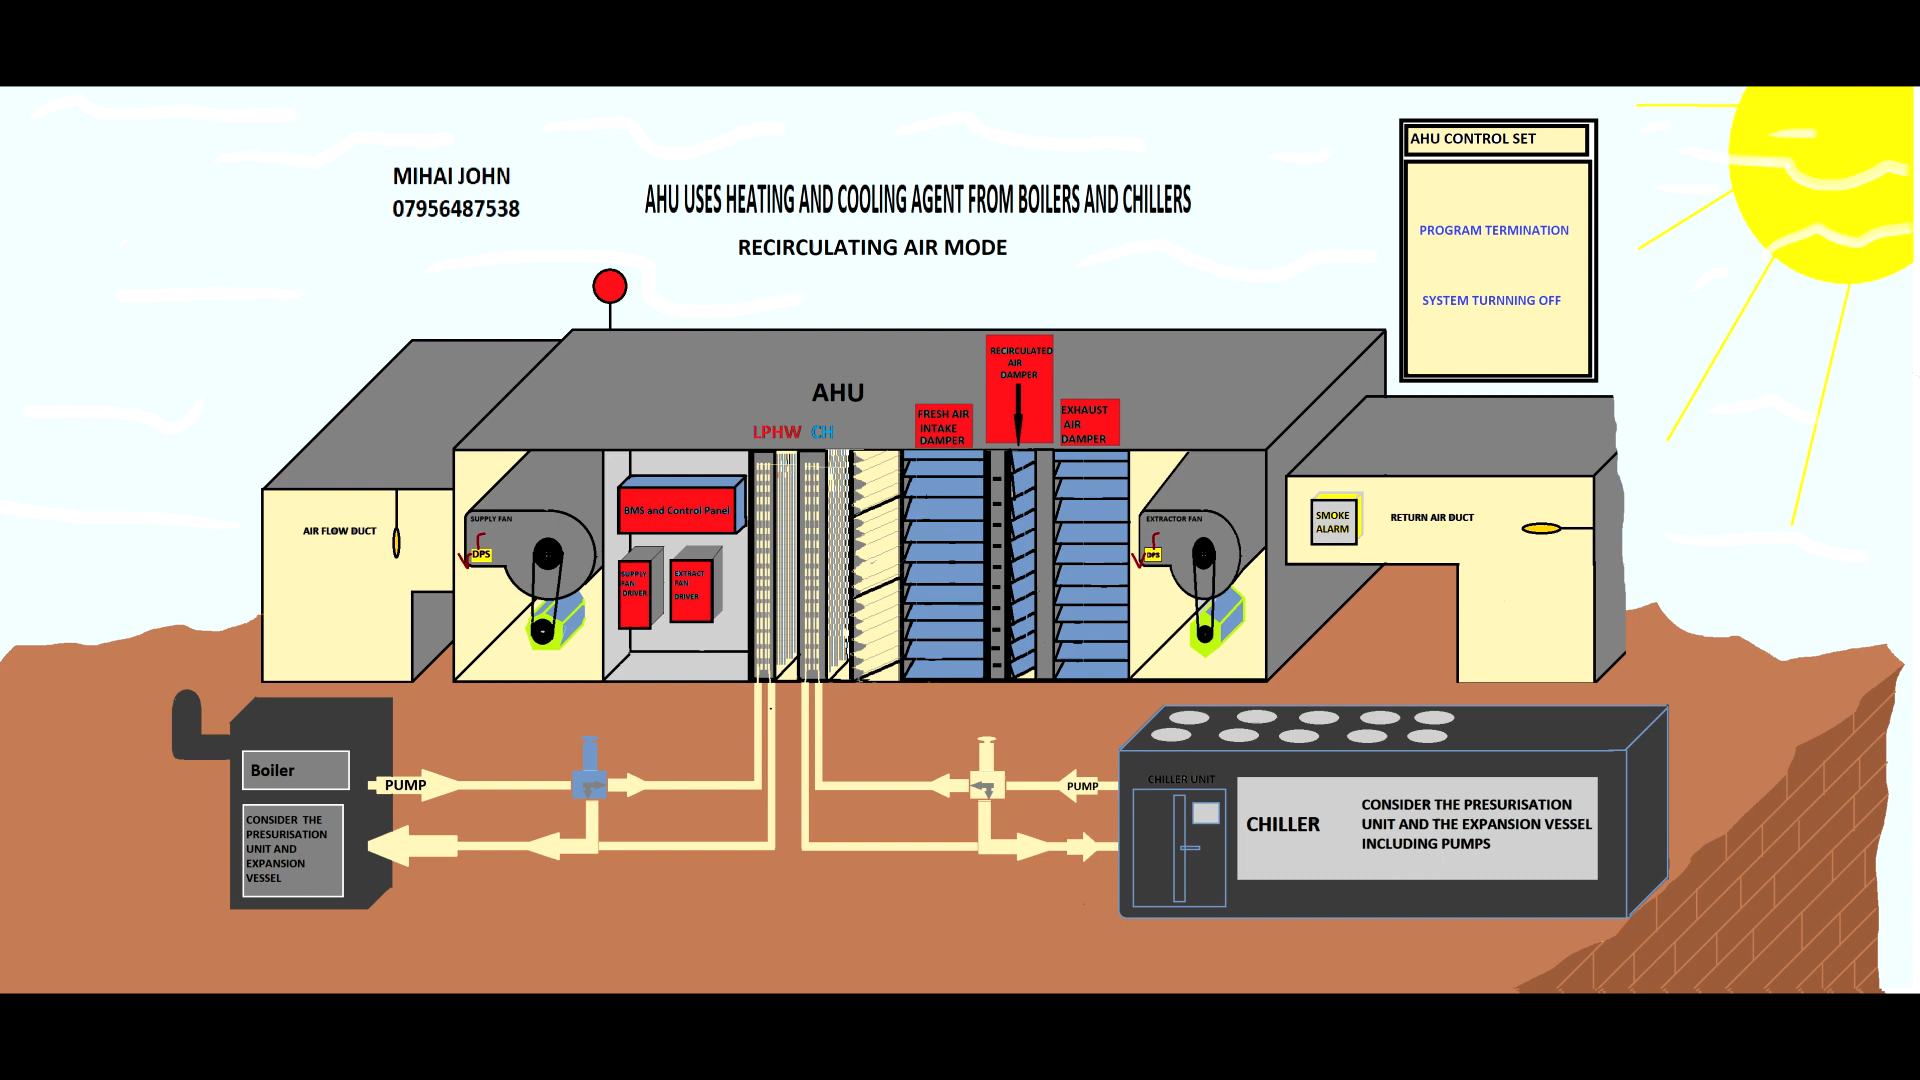 MIHAI JOHN
07956487538
AHU USES HEATING AND COOLING AGENT FROM BOILERS AND CHILLERS
RECIRCULATING AIR MODE
AHU CONTROL SET
PROGRAM TERMINATION
SYSTEM TURNNING OFF
AHU
LPHW CH
FRESH AIR
INTAKE
DAMPER
RECIRCULATED
AIR
DAMPER
EXHAUST
AIR
DAMPER
AIR FLOW DUCT
SUPPLY FAN
DPS
BMS and Control Panel
SUPPLY
FAN
DRIVER
EXTRACT
FAN
DRIVER
EXTRACTOR FAN
DPS
SMOKE
ALARM
RETURN AIR DUCT
Boiler
CONSIDER THE
PRESURISATION
UNIT AND
EXPANSION
VESSEL
PUMP
PUMP
CHILLER UNIT
CHILLER
CONSIDER THE PRESURISATION
UNIT AND THE EXPANSION VESSEL
INCLUDING PUMPS